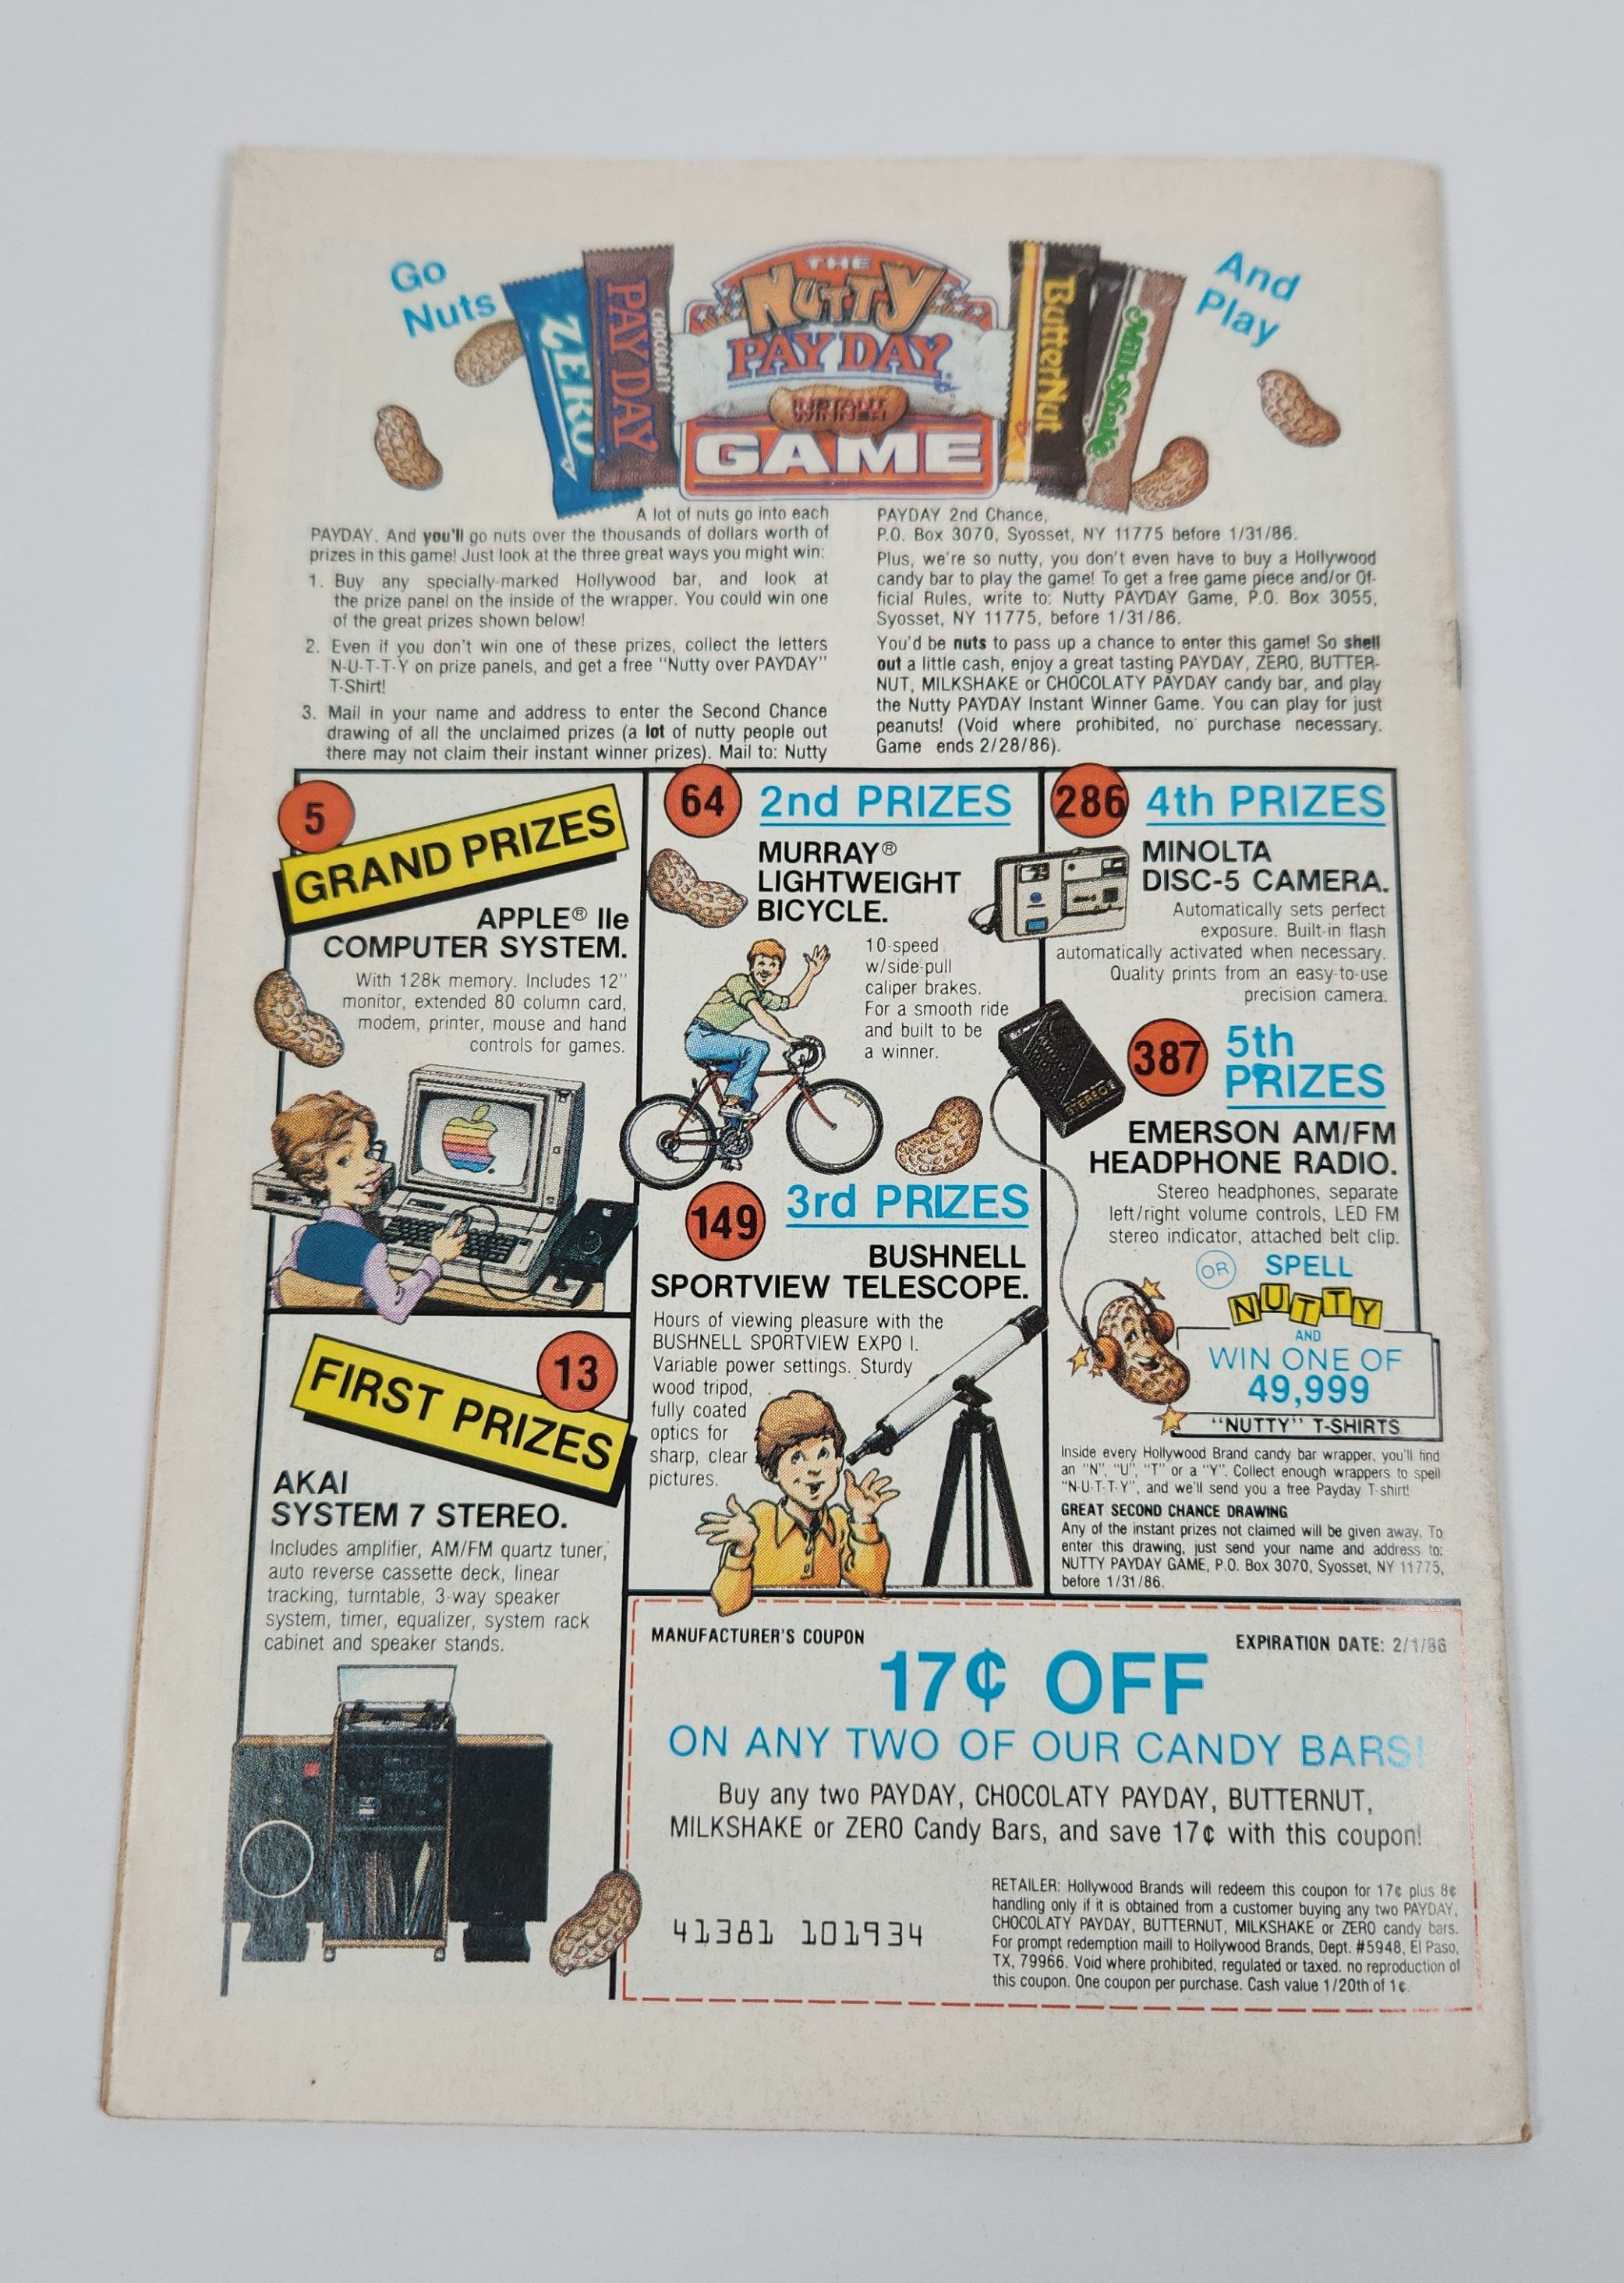 Go
Nuts
ZERO
CHOCOLATY
PAY DAY
THE
NUTTY
PAY DAY
INSTANT
WINNER
GAME
ButterNut
MilkShake
And
Play
A lot of nuts go into each
PAYDAY. And you'll go nuts over the thousands of dollars worth of
prizes in this game! Just look at the three great ways you might win:
1. Buy any specially-marked Hollywood bar, and look at
the prize panel on the inside of the wrapper. You could win one
of the great prizes shown below!
2. Even if you don't win one of these prizes, collect the letters
N-U-T-T-Y on prize panels, and get a free "Nutty over PAYDAY"
T-Shirt!
3. Mail in your name and address to enter the Second Chance
drawing of all the unclaimed prizes (a lot of nutty people out
there may not claim their instant winner prizes). Mail to: Nutty
PAYDAY 2nd Chance,
P.O. Box 3070, Syosset, NY 11775 before 1/31/86.
Plus, we're so nutty, you don't even have to buy a Hollywood
candy bar to play the game! To get a free game piece and/or Of-
ficial Rules, write to: Nutty PAYDAY Game, P.O. Box 3055,
Syosset, NY 11775, before 1/31/86.
You'd be nuts to pass up a chance to enter this game! So shell
out a little cash, enjoy a great tasting PAYDAY, ZERO, BUTTER-
NUT, MILKSHAKE or CHOCOLATY PAYDAY candy bar, and play
the Nutty PAYDAY Instant Winner Game. You can play for just
peanuts! (Void where prohibited, no purchase necessary.
Game ends 2/28/86).
5
GRAND PRIZES
APPLE® IIe
COMPUTER SYSTEM.
With 128k memory. Includes 12"
monitor, extended 80 column card,
modem, printer, mouse and hand
controls for games.
13
FIRST PRIZES
AKAI
SYSTEM 7 STEREO.
Includes amplifier, AM/FM quartz tuner,
auto reverse cassette deck, linear
tracking, turntable, 3-way speaker
system, timer, equalizer, system rack
cabinet and speaker stands.
64
2nd PRIZES
MURRAY®
LIGHTWEIGHT
BICYCLE.
10-speed
w/side-pull
caliper brakes.
For a smooth ride
and built to be
a winner.
149
3rd PRIZES
BUSHNELL
SPORTVIEW TELESCOPE.
Hours of viewing pleasure with the
BUSHNELL SPORTVIEW EXPO I.
Variable power settings. Sturdy
wood tripod,
fully coated
optics for
sharp, clear
pictures.
286
4th PRIZES
MINOLTA
DISC-5 CAMERA.
Automatically sets perfect
exposure. Built-in flash
automatically activated when necessary.
Quality prints from an easy-to-use
precision camera.
STEREO
387
5th
PRIZES
EMERSON AM/FM
HEADPHONE RADIO.
Stereo headphones, separate
left/right volume controls, LED FM
stereo indicator, attached belt clip.
OR SPELL
NUTTY
AND
WIN ONE OF
49,999
"NUTTY" T-SHIRTS
Inside every Hollywood Brand candy bar wrapper, you'll find
an "N", "U", "T" or a "Y". Collect enough wrappers to spell
"N-U-T-T-Y", and we'll send you a free Payday T-shirt!
GREAT SECOND CHANCE DRAWING
Any of the instant prizes not claimed will be given away. To
enter this drawing, just send your name and address to:
NUTTY PAYDAY GAME, P.O. Box 3070, Syosset, NY 11775,
before 1/31/86.
MANUFACTURER'S COUPON
EXPIRATION DATE: 2/1/86
17¢ OFF
ON ANY TWO OF OUR CANDY BARS!
Buy any two PAYDAY, CHOCOLATY PAYDAY, BUTTERNUT,
MILKSHAKE or ZERO Candy Bars, and save 17¢ with this coupon!
41381 101934
RETAILER: Hollywood Brands will redeem this coupon for 17¢ plus 8¢
handling only if it is obtained from a customer buying any two PAYDAY,
CHOCOLATY PAYDAY, BUTTERNUT, MILKSHAKE or ZERO candy bars.
For prompt redemption maill to Hollywood Brands, Dept. #5948, El Paso,
TX, 79966. Void where prohibited, regulated or taxed. no reproduction of
this coupon. One coupon per purchase. Cash value 1/20th of 1¢.